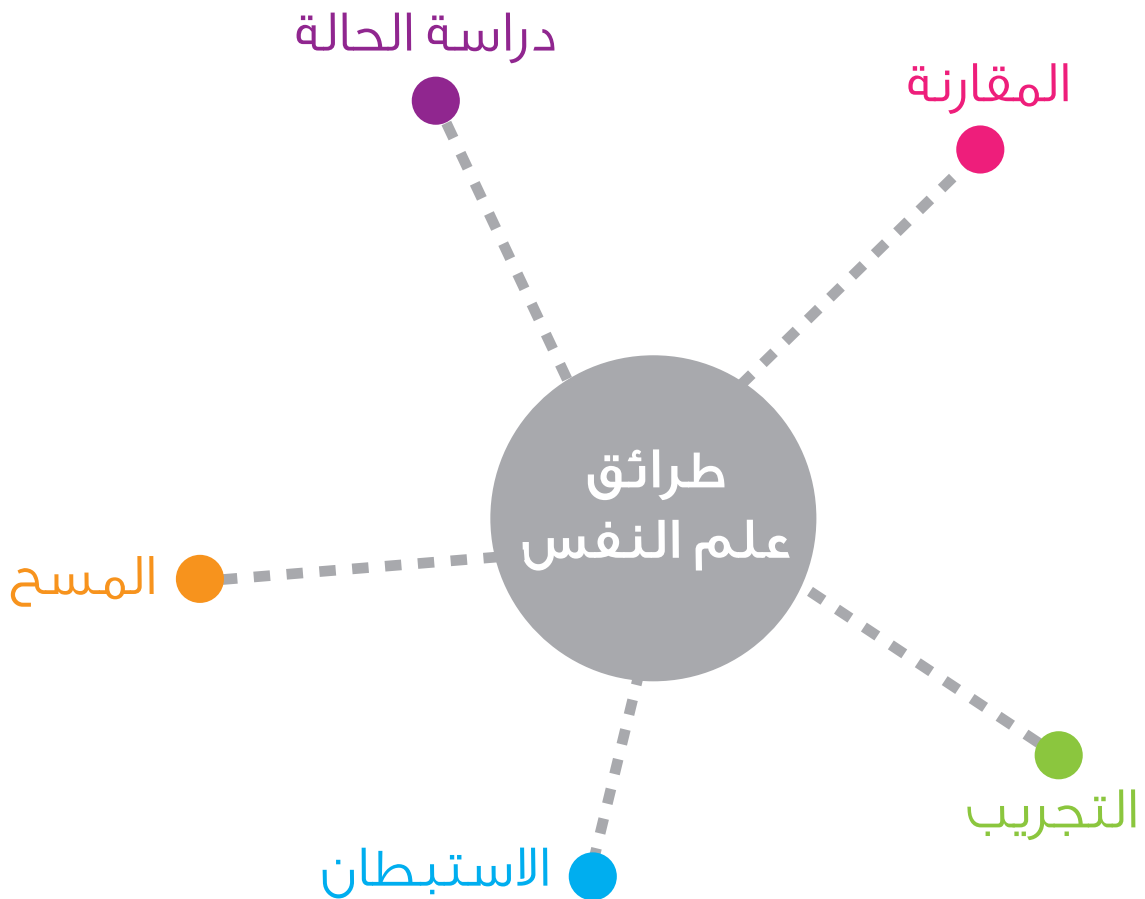 دراسة الحالة
المقارنة
طرائق
علم النفس
المسح
التجريب
الاستبطان